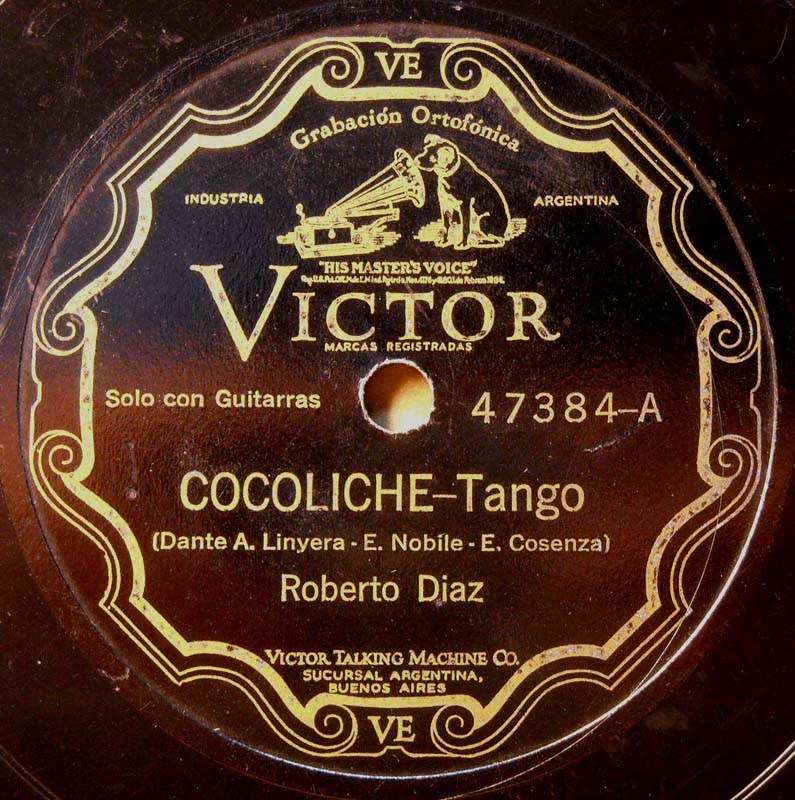 VE
Grabación Ortofónica
INDUSTRIA ARGENTINA
"HIS MASTER'S VOICE"
VICTOR
MARCAS REGISTRADAS
Solo con Guitarras 47384-A
COCOLICHE-Tango
(Dante A. Linyera - E. Nobíle - E. Cosenza)
Roberto Diaz
VICTOR TALKING MACHINE CO.
SUCURSAL ARGENTINA,
BUENOS AIRES
VE